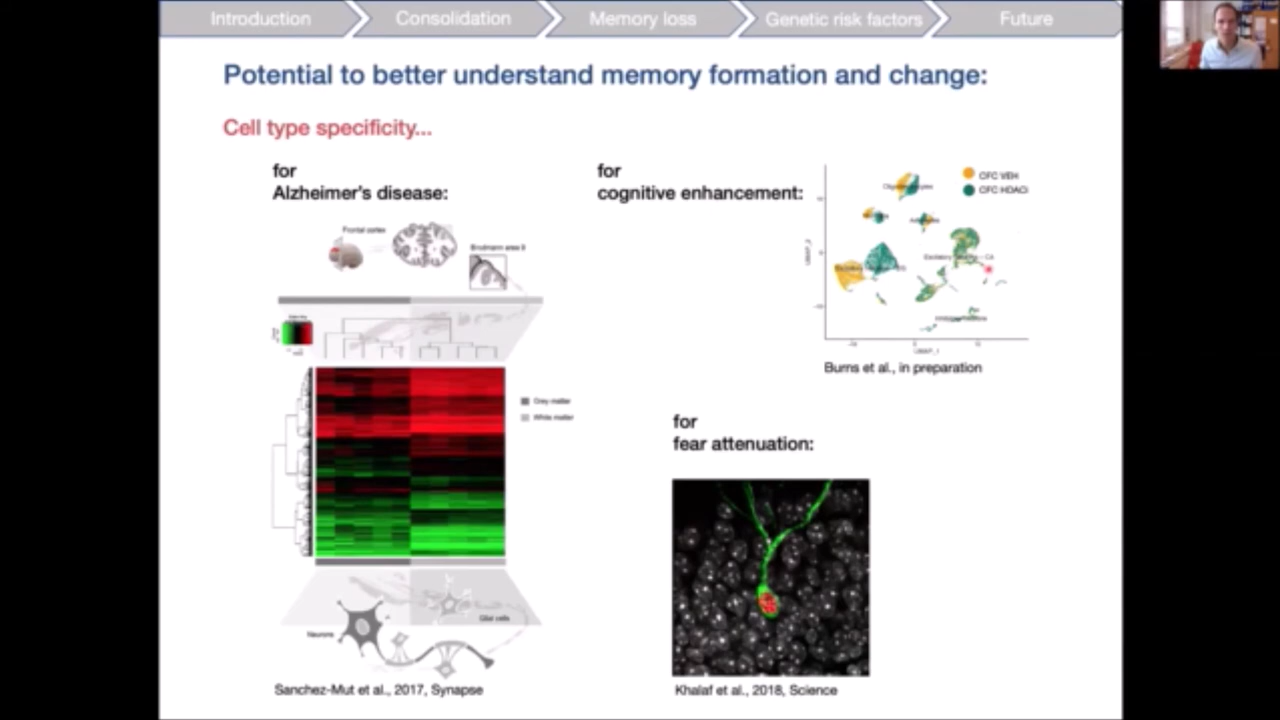 Introduction
Consolidation
Memory loss
Genetic risk factors
Future
Potential to better understand memory formation and change:
Cell type specificity...
for
Alzheimer's disease:
Frontal cortex
Grey matter
White matter
Neurons
Glial cells
Sanchez-Mut et al., 2017, Synapse
for
cognitive enhancement:
CFC VEH
CFC HDACi
UMAP_1
Burns et al., in preparation
for
fear attenuation:
Khalaf et al., 2018, Science